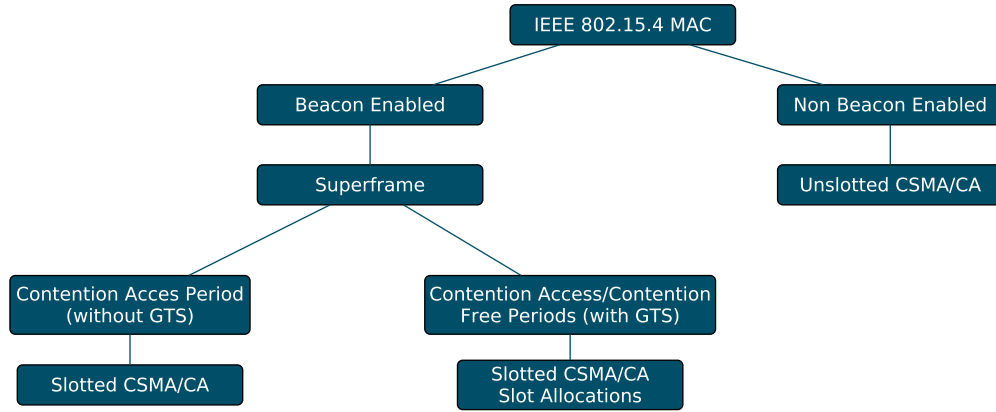 IEEE 802.15.4 MAC
Beacon Enabled
Non Beacon Enabled
Superframe
Unslotted CSMA/CA
Contention Acces Period
(without GTS)
Contention Access/Contention
Free Periods (with GTS)
Slotted CSMA/CA
Slotted CSMA/CA
Slot Allocations